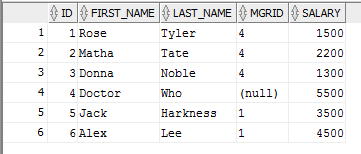 ID FIRST_NAME LAST_NAME MGRID SALARY
1 1 Rose Tyler 4 1500
2 2 Matha Tate 4 2200
3 3 Donna Noble 4 1300
4 4 Doctor Who (null) 5500
5 5 Jack Harkness 1 3500
6 6 Alex Lee 1 4500